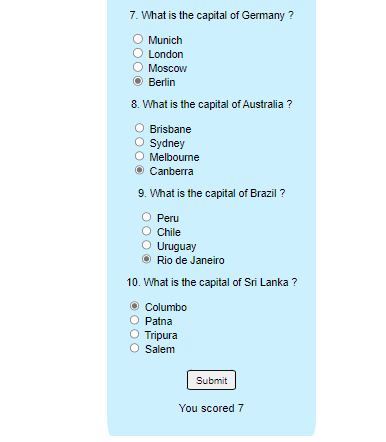 7. What is the capital of Germany ?
Munich
London
Moscow
Berlin
8. What is the capital of Australia ?
Brisbane
Sydney
Melbourne
Canberra
9. What is the capital of Brazil ?
Peru
Chile
Uruguay
Rio de Janeiro
10. What is the capital of Sri Lanka ?
Columbo
Patna
Tripura
Salem
Submit
You scored 7